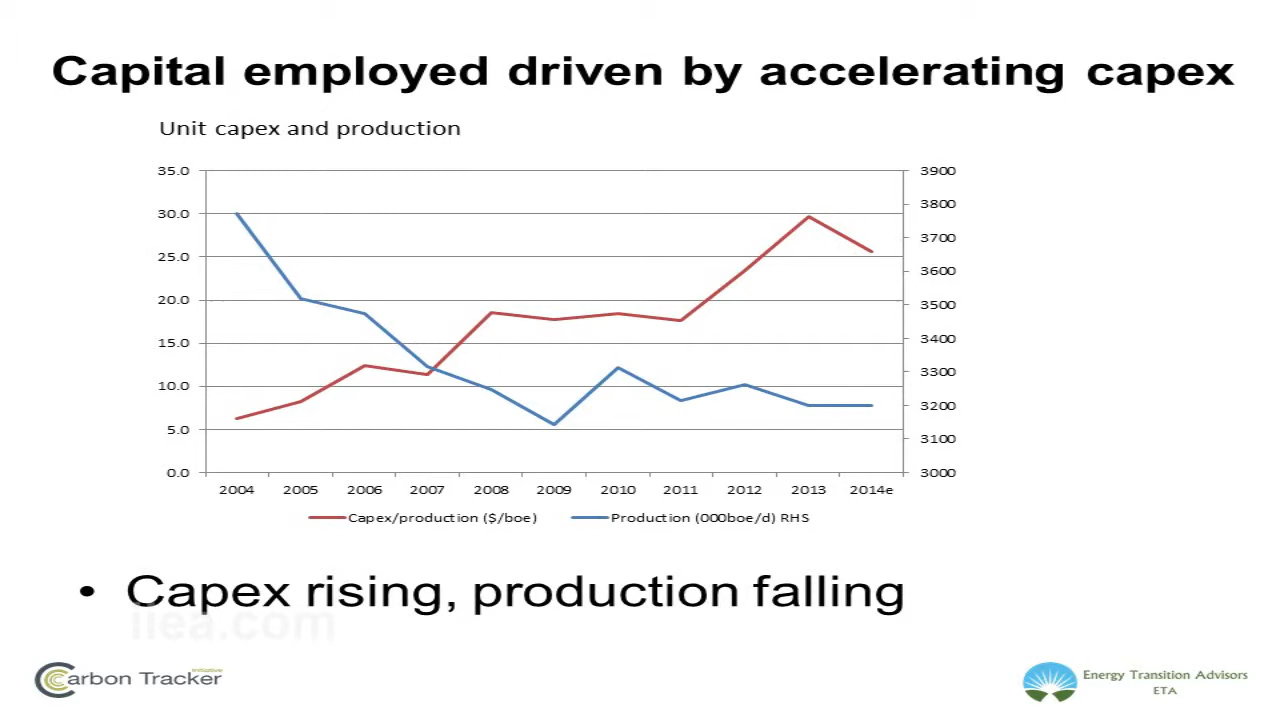 Capital employed driven by accelerating capex
Unit capex and production
35.0
30.0
25.0
20.0
15.0
10.0
5.0
0.0
3900
3800
3700
3600
3500
3400
3300
3200
3100
3000
2004 2005 2006 2007 2008 2009 2010 2011 2012 2013 2014e
Capex/production ($/boe) Production (000boe/d) RHS
• Capex rising, production falling
iiea.com
Carbon Tracker
initiative
Energy Transition Advisors
ETA